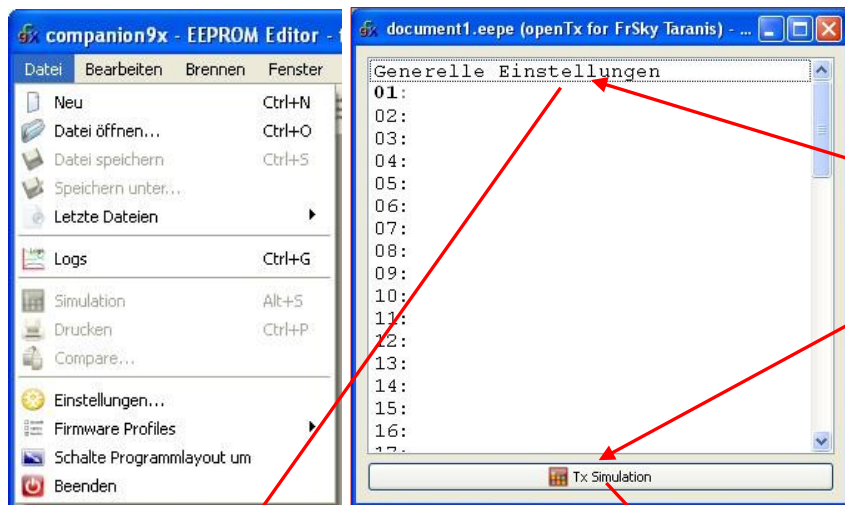 companion9x - EEPROM Editor -
Datei Bearbeiten Brennen Fenster
Neu Ctrl+N
Datei öffnen... Ctrl+O
Datei speichern Ctrl+S
Speichern unter...
Letzte Dateien
Logs Ctrl+G
Simulation Alt+S
Drucken Ctrl+P
Compare...
Einstellungen...
Firmware Profiles
Schalte Programmlayout um
Beenden
document1.eepe (openTx for FrSky Taranis) - ...
Generelle Einstellungen
01:
02:
03:
04:
05:
06:
07:
08:
09:
10:
11:
12:
13:
14:
15:
16:
Tx Simulation